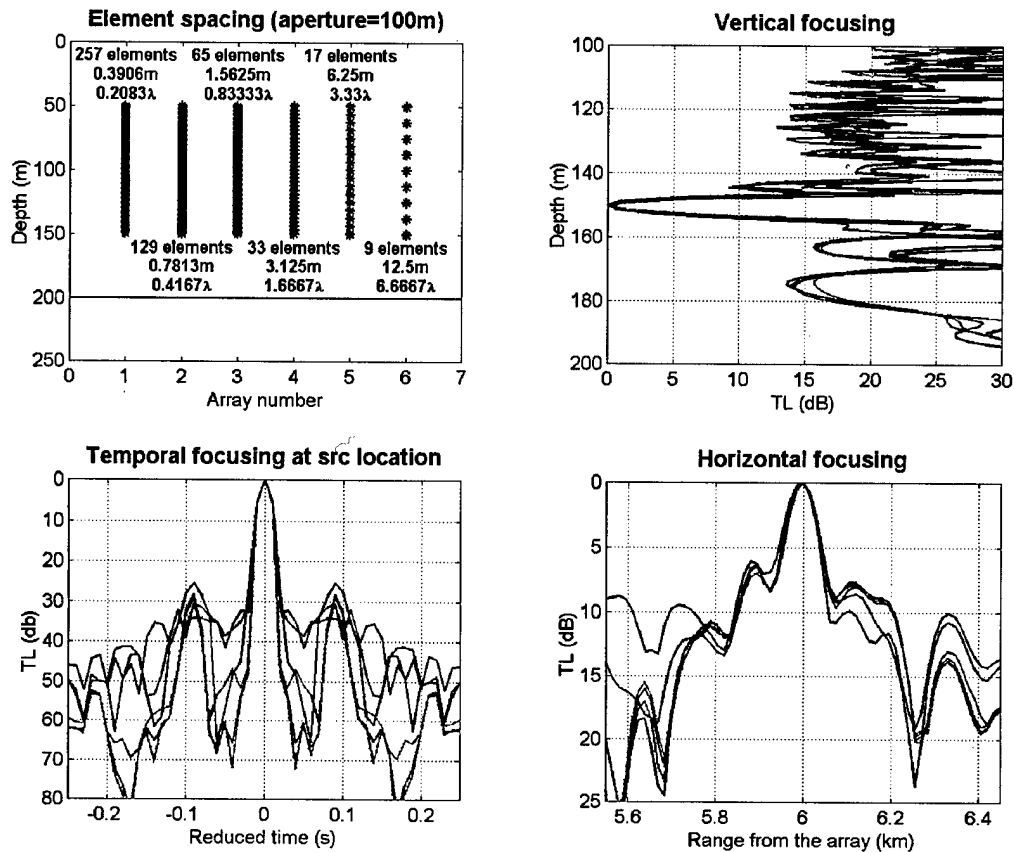 Element spacing (aperture=100m)
0
257 elements 65 elements 17 elements
0.3906m 1.5625m 6.25m
0.2083λ 0.83333λ 3.33λ
50
100
Depth (m)
150
129 elements 33 elements 9 elements
0.7813m 3.125m 12.5m
0.4167λ 1.6667λ 6.6667λ
200
250
0 1 2 3 4 5 6 7
Array number
Vertical focusing
100
120
140
Depth (m)
160
180
200
0 5 10 15 20 25 30
TL (dB)
Temporal focusing at src location
0
10
20
30
TL (db)
40
50
60
70
80
-0.2 -0.1 0 0.1 0.2
Reduced time (s)
Horizontal focusing
0
5
10
TL (dB)
15
20
25
5.6 5.8 6 6.2 6.4
Range from the array (km)